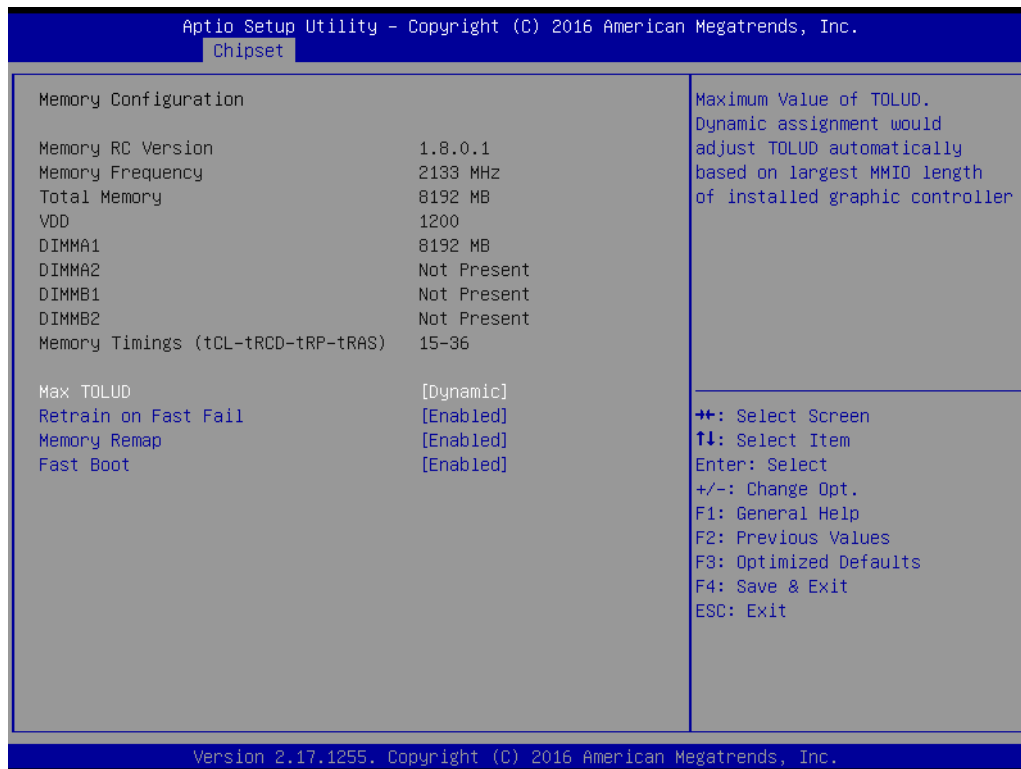 Aptio Setup Utility – Copyright (C) 2016 American Megatrends, Inc.
Chipset
Memory Configuration
Memory RC Version 1.8.0.1
Memory Frequency 2133 MHz
Total Memory 8192 MB
VDD 1200
DIMMA1 8192 MB
DIMMA2 Not Present
DIMMB1 Not Present
DIMMB2 Not Present
Memory Timings (tCL-tRCD-tRP-tRAS) 15-36
Max TOLUD [Dynamic]
Retrain on Fast Fail [Enabled]
Memory Remap [Enabled]
Fast Boot [Enabled]
Maximum Value of TOLUD.
Dynamic assignment would
adjust TOLUD automatically
based on largest MMIO length
of installed graphic controller
→←: Select Screen
↑↓: Select Item
Enter: Select
+/-: Change Opt.
F1: General Help
F2: Previous Values
F3: Optimized Defaults
F4: Save & Exit
ESC: Exit
Version 2.17.1255. Copyright (C) 2016 American Megatrends, Inc.